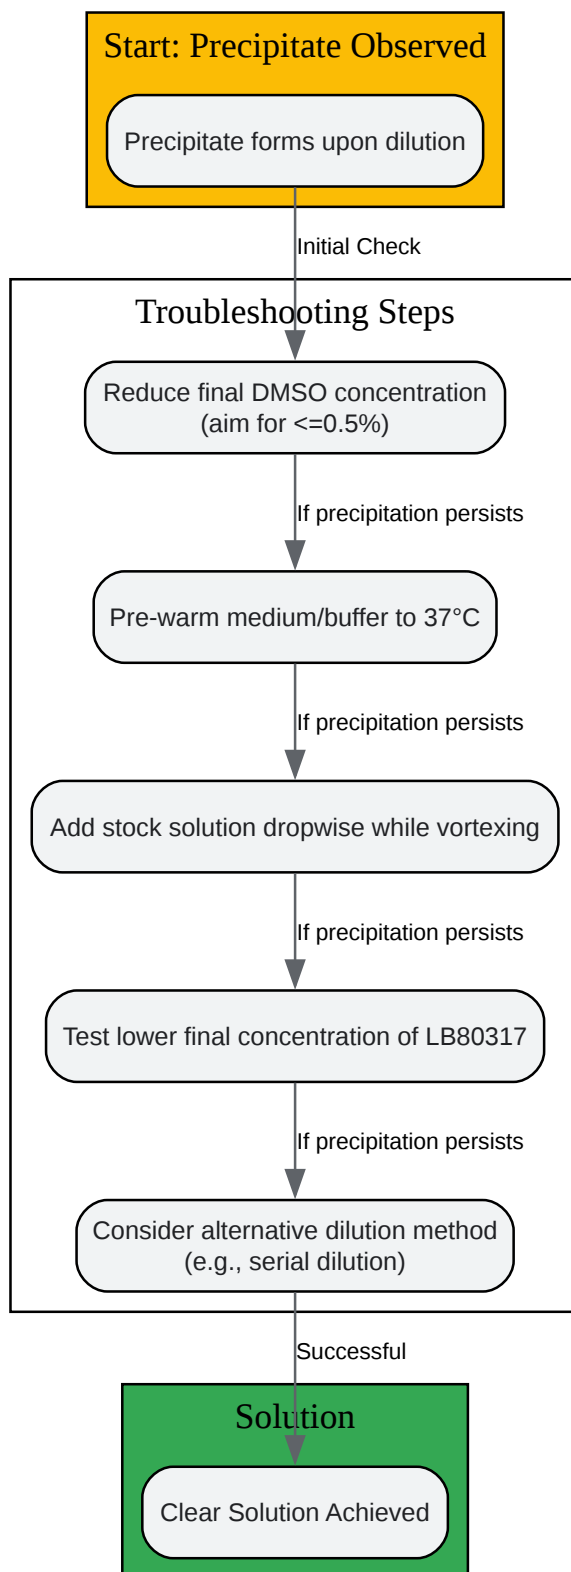 Start: Precipitate Observed
Precipitate forms upon dilution
Initial Check
Troubleshooting Steps
Reduce final DMSO concentration
(aim for <=0.5%)
If precipitation persists
Pre-warm medium/buffer to 37°C
If precipitation persists
Add stock solution dropwise while vortexing
If precipitation persists
Test lower final concentration of LB80317
If precipitation persists
Consider alternative dilution method
(e.g., serial dilution)
Successful
Solution
Clear Solution Achieved